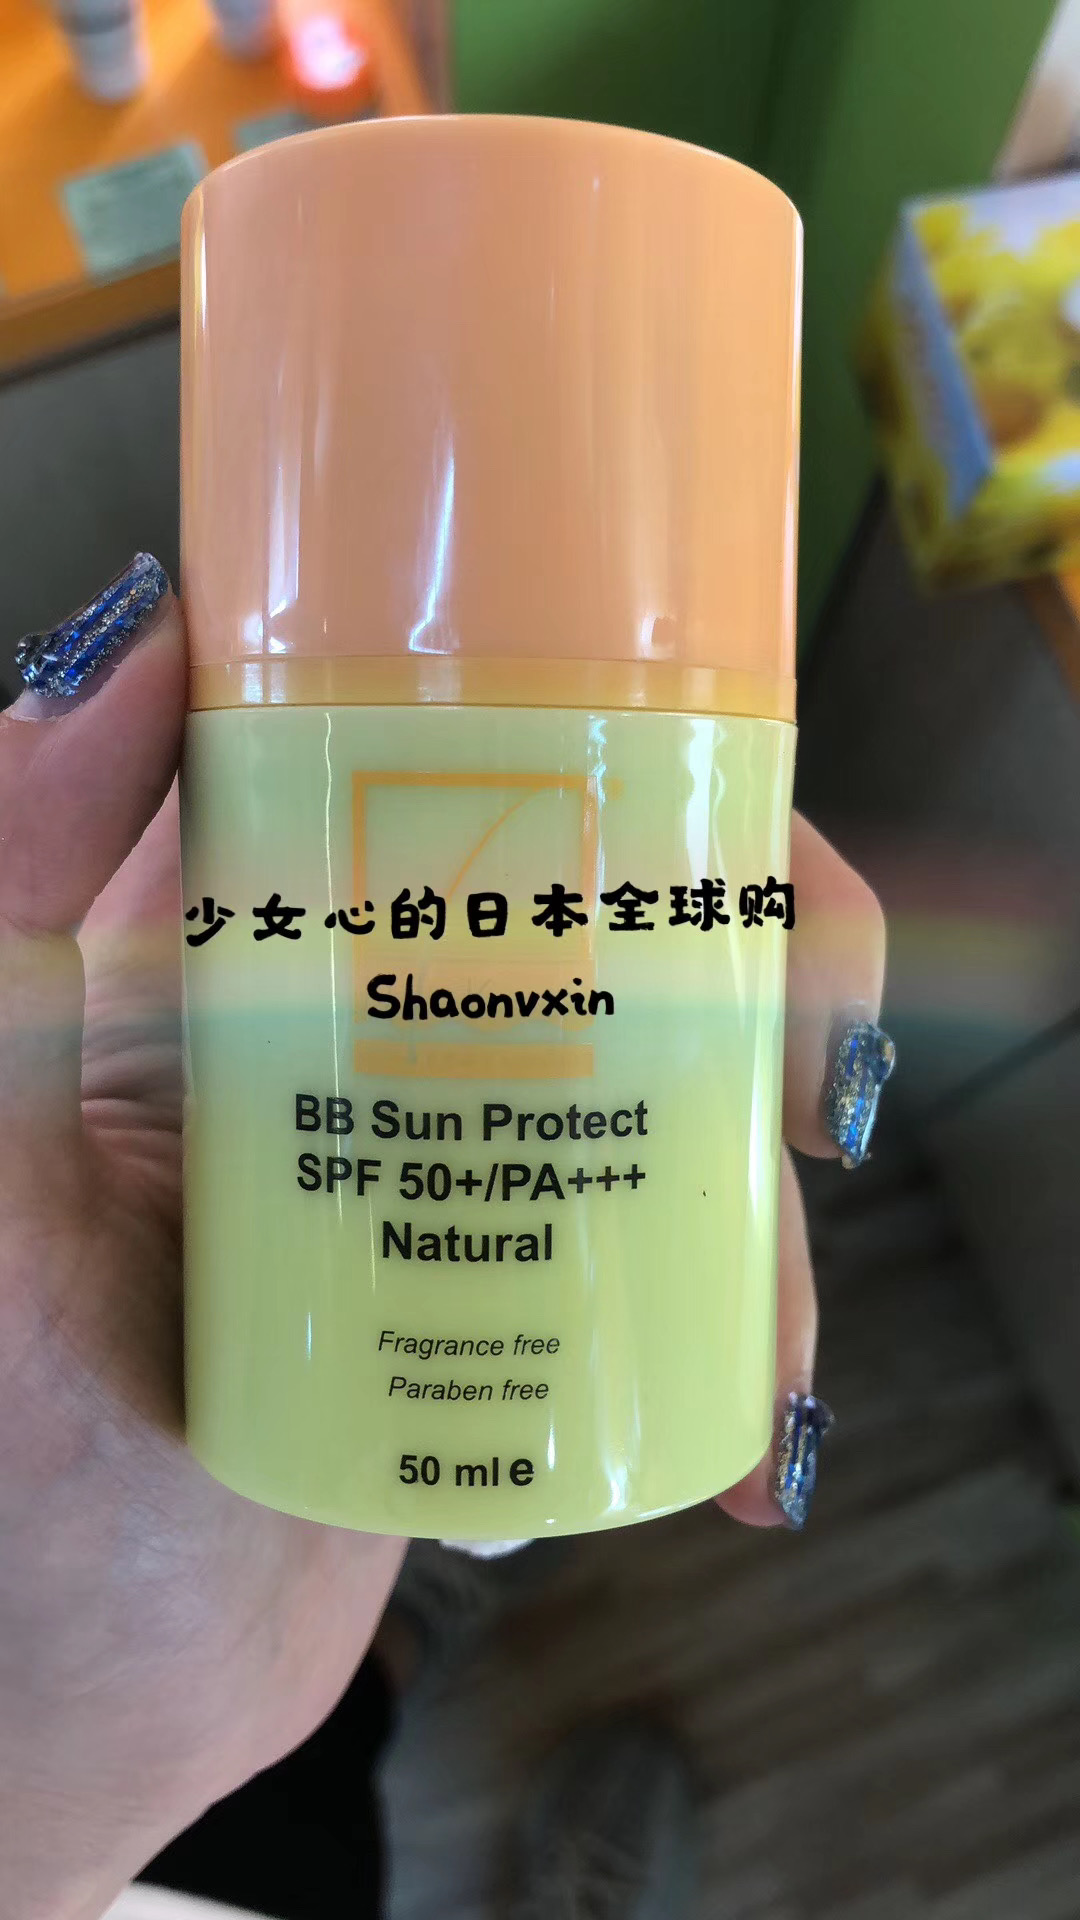 少女心的日本全球购
Shaonvxin
BB Sun Protect
SPF 50+/PA+++
Natural
Fragrance free
Paraben free
50 ml e